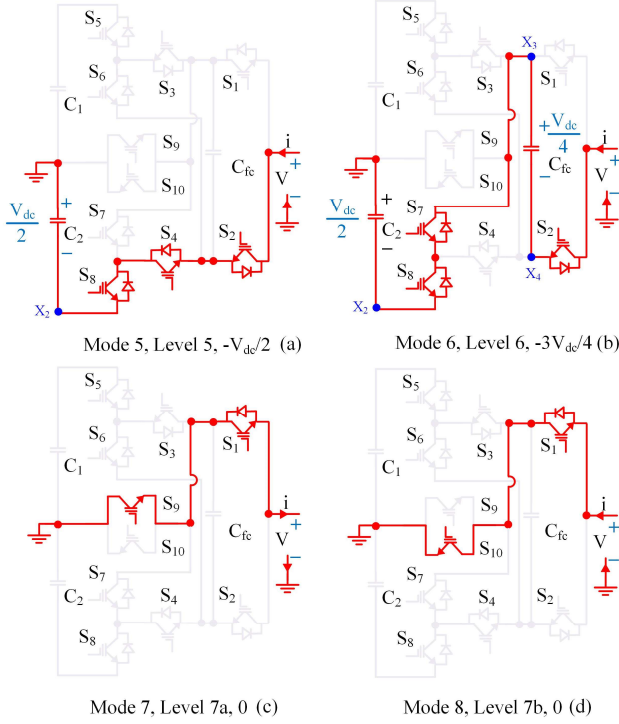 S5
S6
S3
S1
C1
S9
Cfc
i
+
V
−
S10
+
Vdc/2
−
C2
S7
S4
S2
S8
X2
Mode 5, Level 5, -Vdc/2 (a)
S5
X3
S6
S3
S1
C1
+
Vdc/4
−
S9
Cfc
i
+
V
−
S10
+
Vdc/2
−
C2
S7
S4
S2
S8
X4
X2
Mode 6, Level 6, -3Vdc/4 (b)
S5
S6
S3
S1
C1
S9
Cfc
i
+
V
−
S10
S7
C2
S4
S2
S8
Mode 7, Level 7a, 0 (c)
S5
S6
S3
S1
C1
S9
Cfc
i
+
V
−
S10
S7
C2
S4
S2
S8
Mode 8, Level 7b, 0 (d)